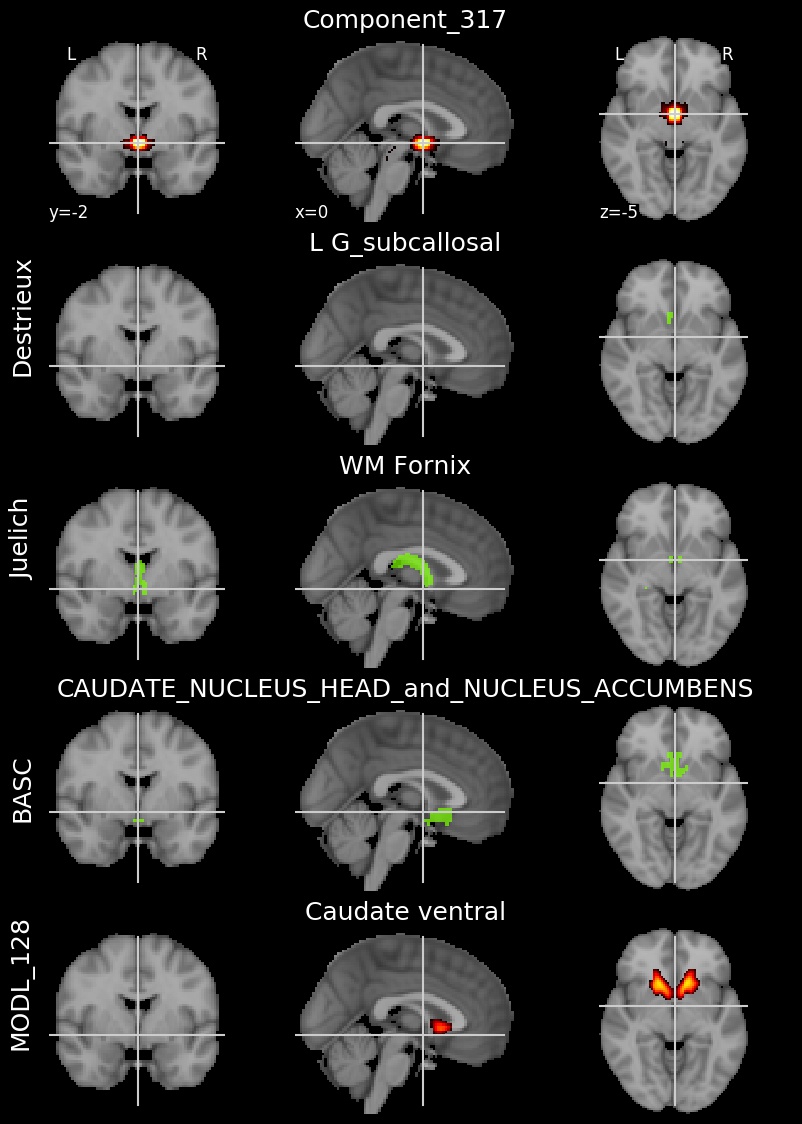 Component_317
L R L R
y=-2 x=0 z=-5
L G_subcallosal
Destrieux
WM Fornix
Juelich
CAUDATE_NUCLEUS_HEAD_and_NUCLEUS_ACCUMBENS
BASC
Caudate ventral
MODL_128